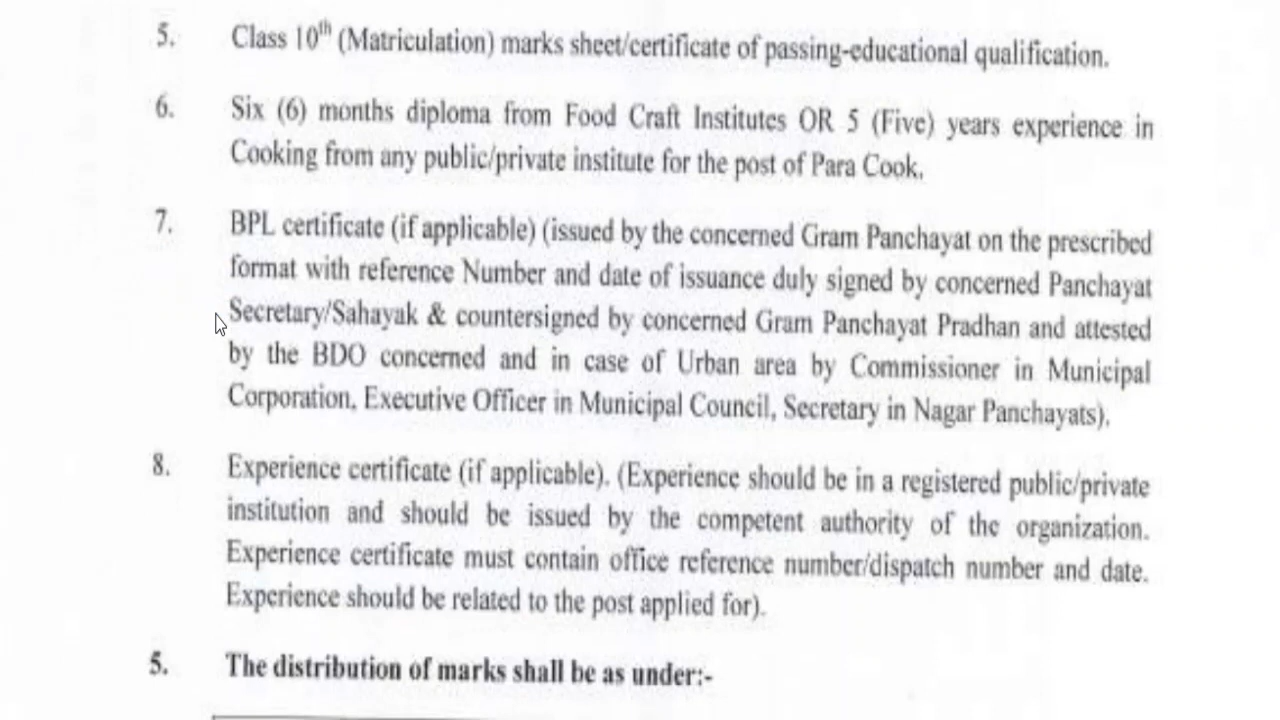 5. Class 10th (Matriculation) marks sheet/certificate of passing-educational qualification.
6. Six (6) months diploma from Food Craft Institutes OR 5 (Five) years experience in
Cooking from any public/private institute for the post of Para Cook.
7. BPL certificate (if applicable) (issued by the concerned Gram Panchayat on the prescribed
format with reference Number and date of issuance duly signed by concerned Panchayat
Secretary/Sahayak & countersigned by concerned Gram Panchayat Pradhan and attested
by the BDO concerned and in case of Urban area by Commissioner in Municipal
Corporation, Executive Officer in Municipal Council, Secretary in Nagar Panchayats).
8. Experience certificate (if applicable). (Experience should be in a registered public/private
institution and should be issued by the competent authority of the organization.
Experience certificate must contain office reference number/dispatch number and date.
Experience should be related to the post applied for).
5. The distribution of marks shall be as under:-